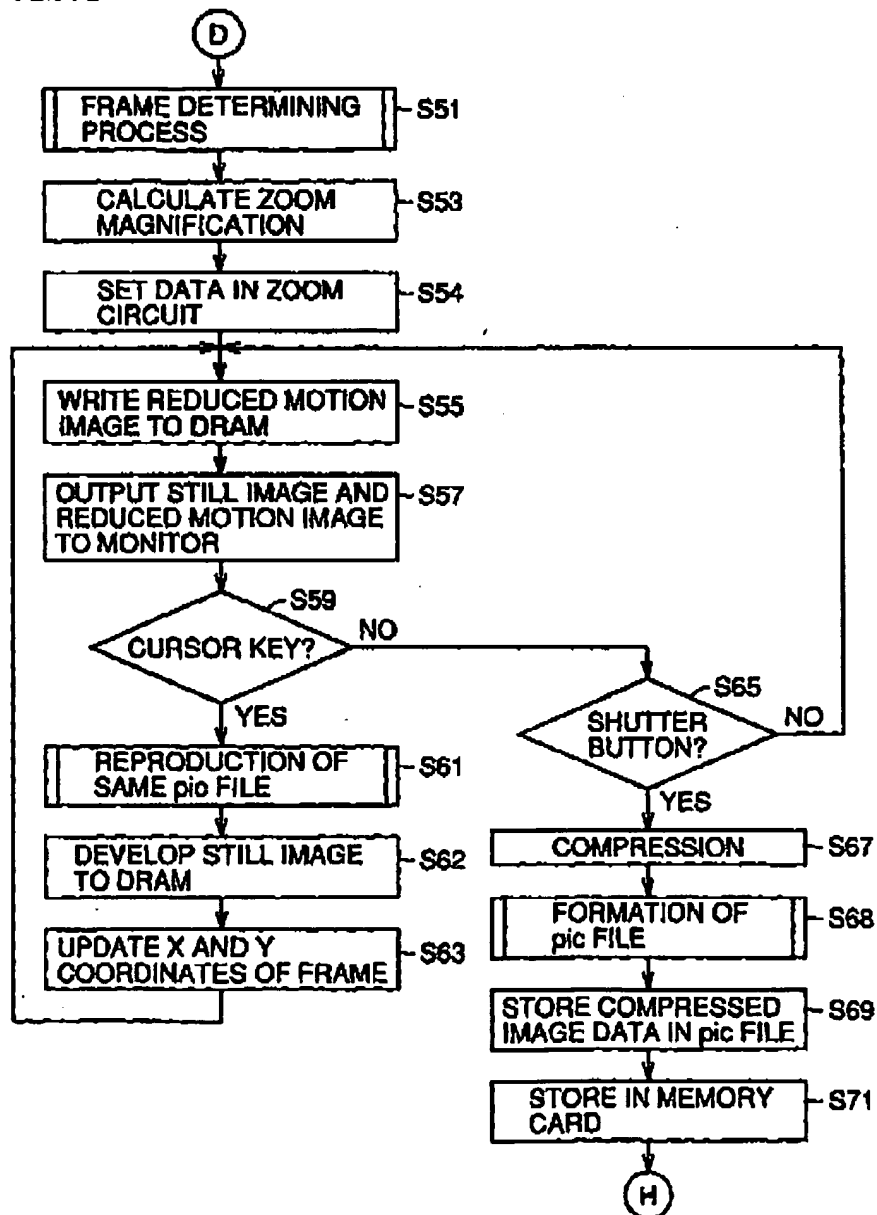 D
FRAME DETERMINING
PROCESS
S51
CALCULATE ZOOM
MAGNIFICATION
S53
SET DATA IN ZOOM
CIRCUIT
S54
WRITE REDUCED MOTION
IMAGE TO DRAM
S55
OUTPUT STILL IMAGE AND
REDUCED MOTION IMAGE
TO MONITOR
S57
S59
CURSOR KEY?
NO
YES
S65
SHUTTER
BUTTON?
NO
YES
REPRODUCTION OF
SAME pic FILE
S61
DEVELOP STILL IMAGE
TO DRAM
S62
UPDATE X AND Y
COORDINATES OF FRAME
S63
COMPRESSION
S67
FORMATION OF
pic FILE
S68
STORE COMPRESSED
IMAGE DATA IN pic FILE
S69
STORE IN MEMORY
CARD
S71
H